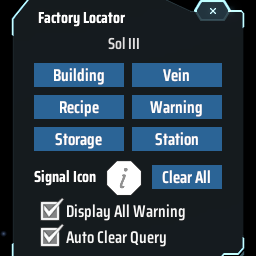 Factory Locator
Sol III
Building Vein
Recipe Warning
Storage Station
Signal Icon i Clear All
Display All Warning
Auto Clear Query